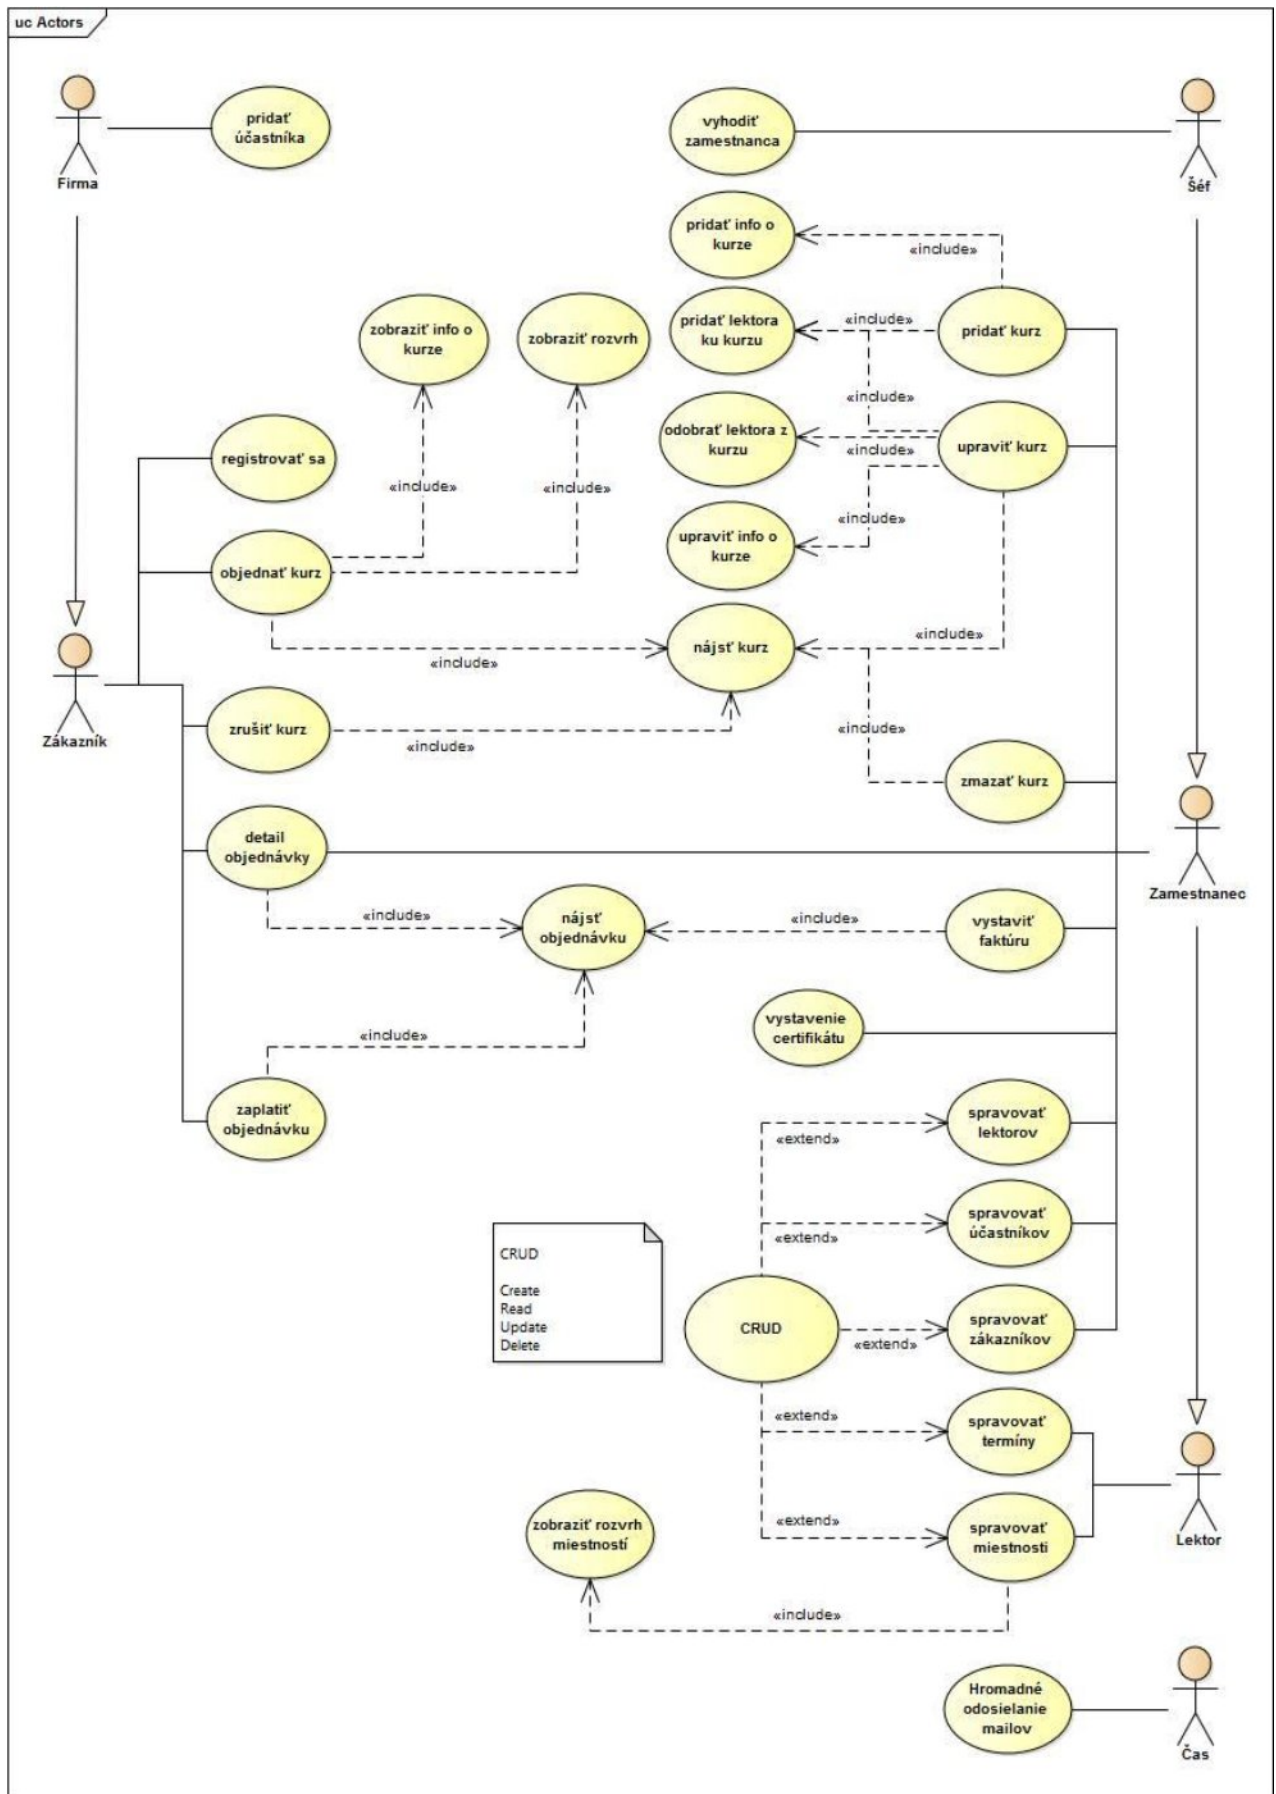 uc Actors
pridať
účastníka
Firma
vyhodiť
zamestnanca
Šéf
pridať info o
kurze
«include»
pridať lektora
ku kurzu
«include»
pridať kurz
zobraziť info o
kurze
zobraziť rozvrh
«include»
odobrať lektora z
kurzu
«include»
upraviť kurz
registrovať sa
«include»
«include»
«include»
upraviť info o
kurze
objednať kurz
nájsť kurz
«include»
«include»
Zákazník
zrušiť kurz
«include»
«include»
zmazať kurz
detail
objednávky
Zamestnanec
«include»
nájsť
objednávku
«include»
vystaviť
faktúru
vystavenie
certifikátu
«include»
zaplatiť
objednávku
spravovať
lektorov
«extend»
spravovať
účastníkov
«extend»
CRUD
Create
Read
Update
Delete
CRUD
«extend»
spravovať
zákazníkov
«extend»
spravovať
termíny
zobraziť rozvrh
miestností
«extend»
spravovať
miestnosti
Lektor
«include»
Hromadné
odosielanie
mailov
Čas